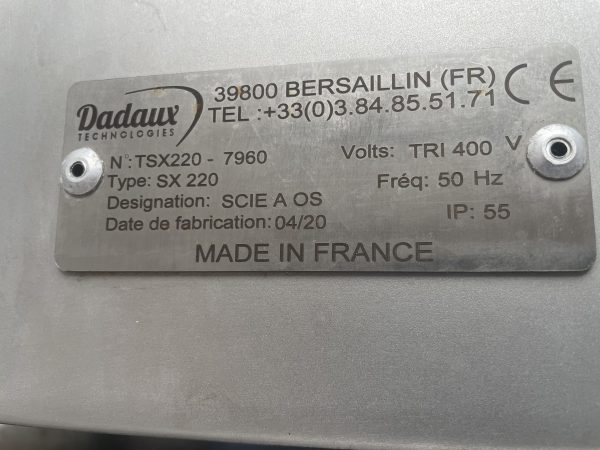 Dadaux
TECHNOLOGIES
39800 BERSAILLIN (FR)
TEL :+33(0)3.84.85.51.71
CE
N°:TSX220 - 7960
Volts: TRI 400 V
Type: SX 220
Fréq: 50 Hz
Designation: SCIE A OS
IP: 55
Date de fabrication: 04/20
MADE IN FRANCE